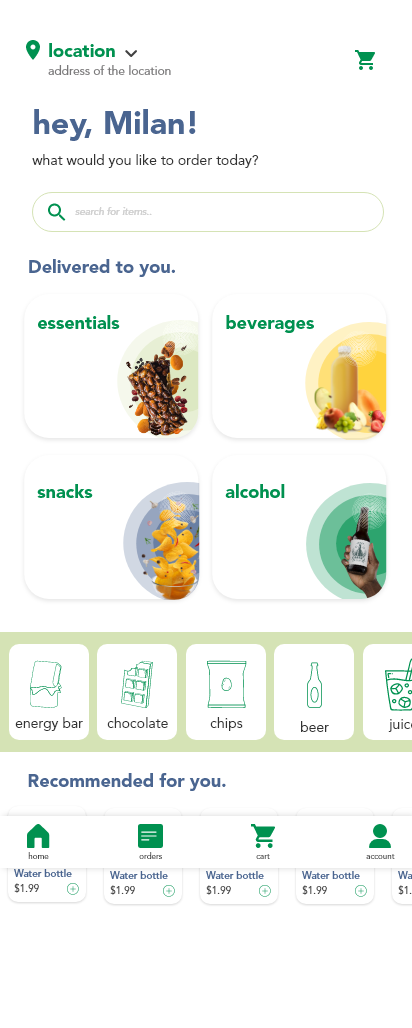 location
address of the location
hey, Milan!
what would you like to order today?
search for items..
Delivered to you.
essentials
beverages
snacks
alcohol
energy bar
chocolate
chips
beer
juice
Recommended for you.
home
orders
cart
account
Water bottle
Water bottle
Water bottle
Water bottle
Wa
$1.99
$1.99
$1.99
$1.99
$1.